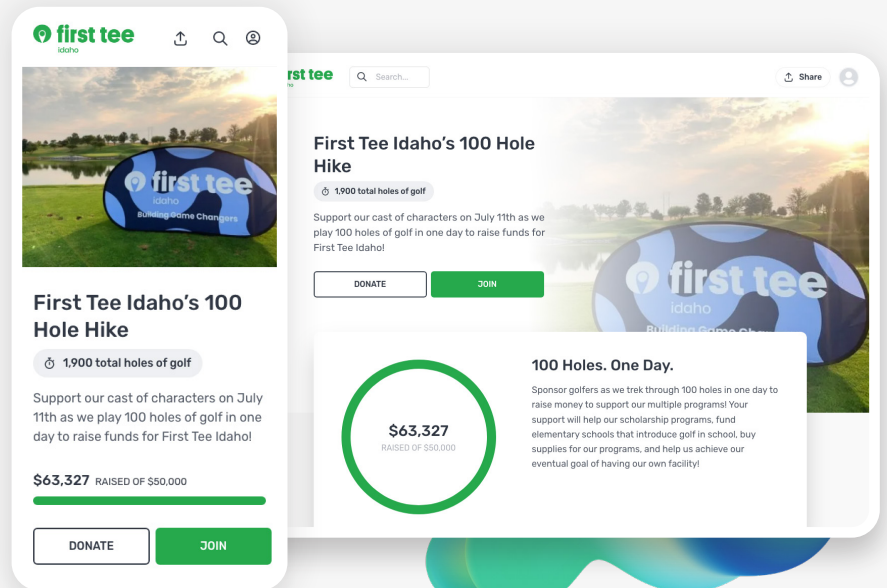 first tee
idaho
first tee
idaho
Building Game Changers
First Tee Idaho's 100
Hole Hike
1,900 total holes of golf
Support our cast of characters on July
11th as we play 100 holes of golf in one
day to raise funds for First Tee Idaho!
$63,327 RAISED OF $50,000
DONATE
JOIN
rst tee
Search...
Share
First Tee Idaho's 100 Hole
Hike
1,900 total holes of golf
Support our cast of characters on July 11th as we
play 100 holes of golf in one day to raise funds for
First Tee Idaho!
DONATE
JOIN
first tee
idaho
Building Game Cha
$63,327
RAISED OF $50,000
100 Holes. One Day.
Sponsor golfers as we trek through 100 holes in one day to
raise money to support our multiple programs! Your
support will help our scholarship programs, fund
elementary schools that introduce golf in school, buy
supplies for our programs, and help us achieve our
eventual goal of having our own facility!